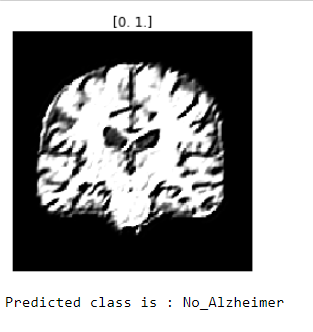 [0. 1.]
Predicted class is : No_Alzheimer